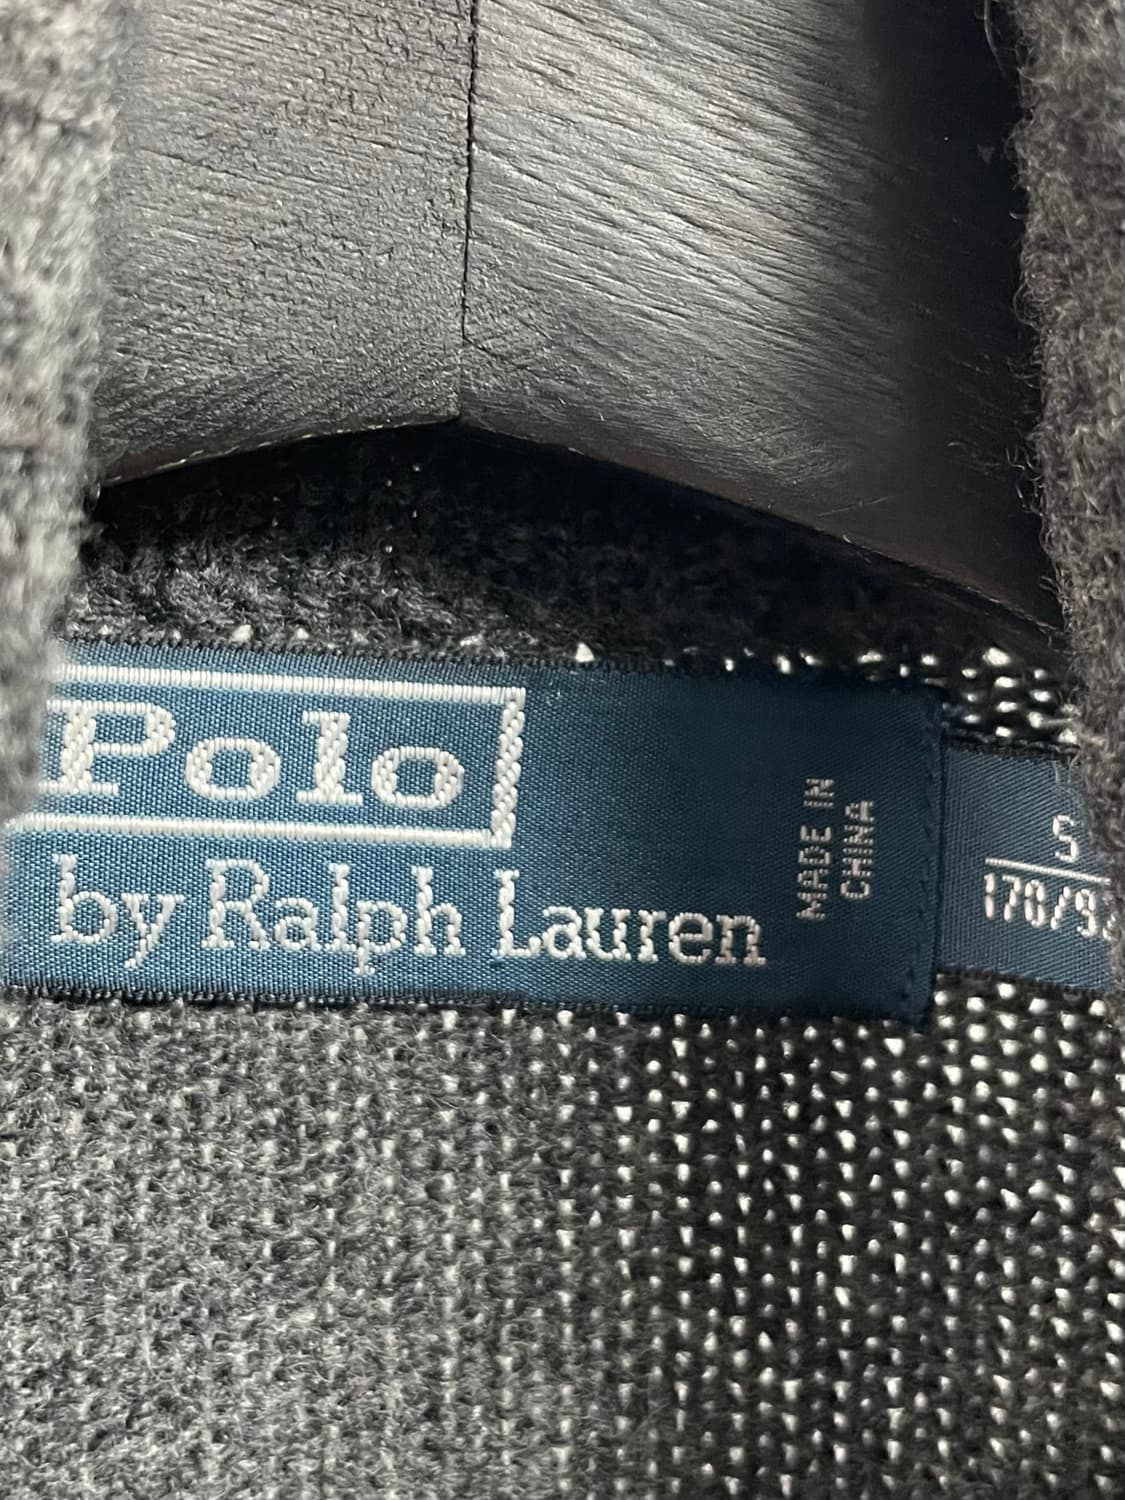 Polo
by Ralph Lauren
MADE IN
CHINA
S